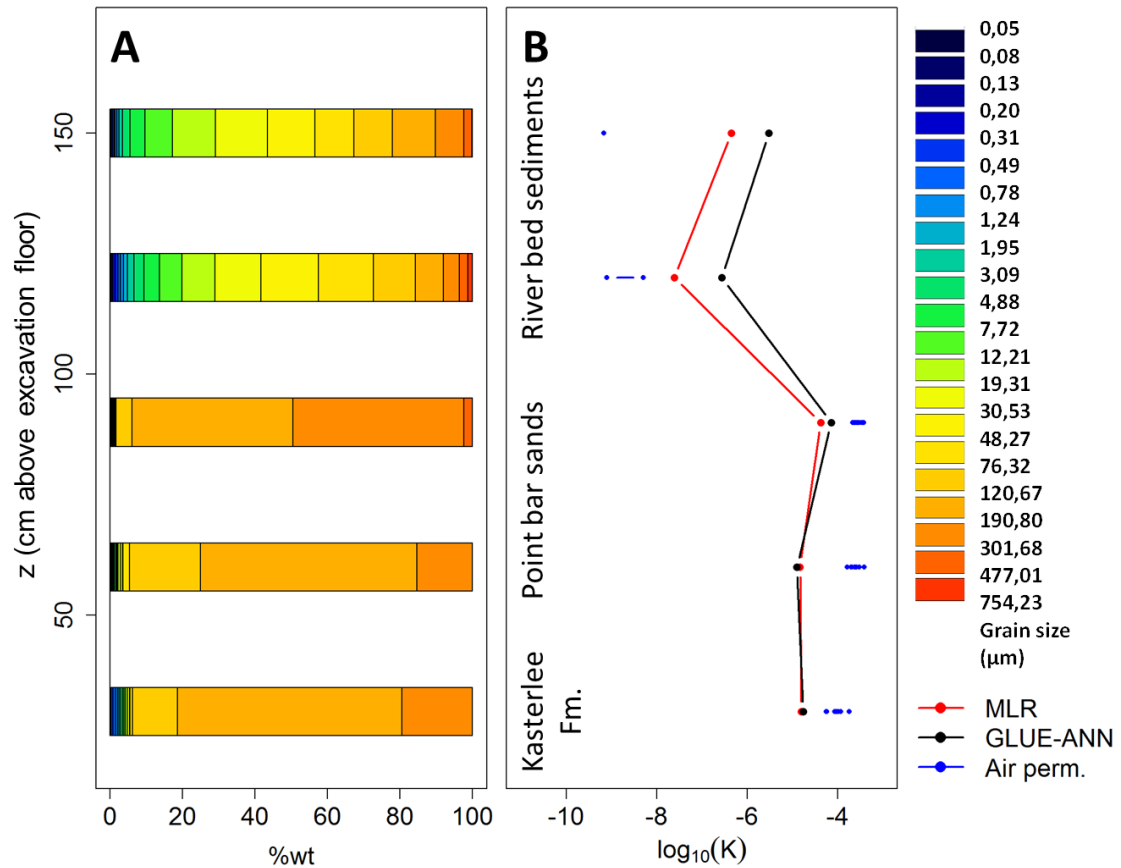 A
z (cm above excavation floor)
150
100
50
0
20
40
60
80
100
%wt
B
River bed sediments
Point bar sands
Kasterlee
Fm.
-10
-8
-6
-4
log10(K)
0,05
0,08
0,13
0,20
0,31
0,49
0,78
1,24
1,95
3,09
4,88
7,72
12,21
19,31
30,53
48,27
76,32
120,67
190,80
301,68
477,01
754,23
Grain size
(μm)
MLR
GLUE-ANN
Air perm.